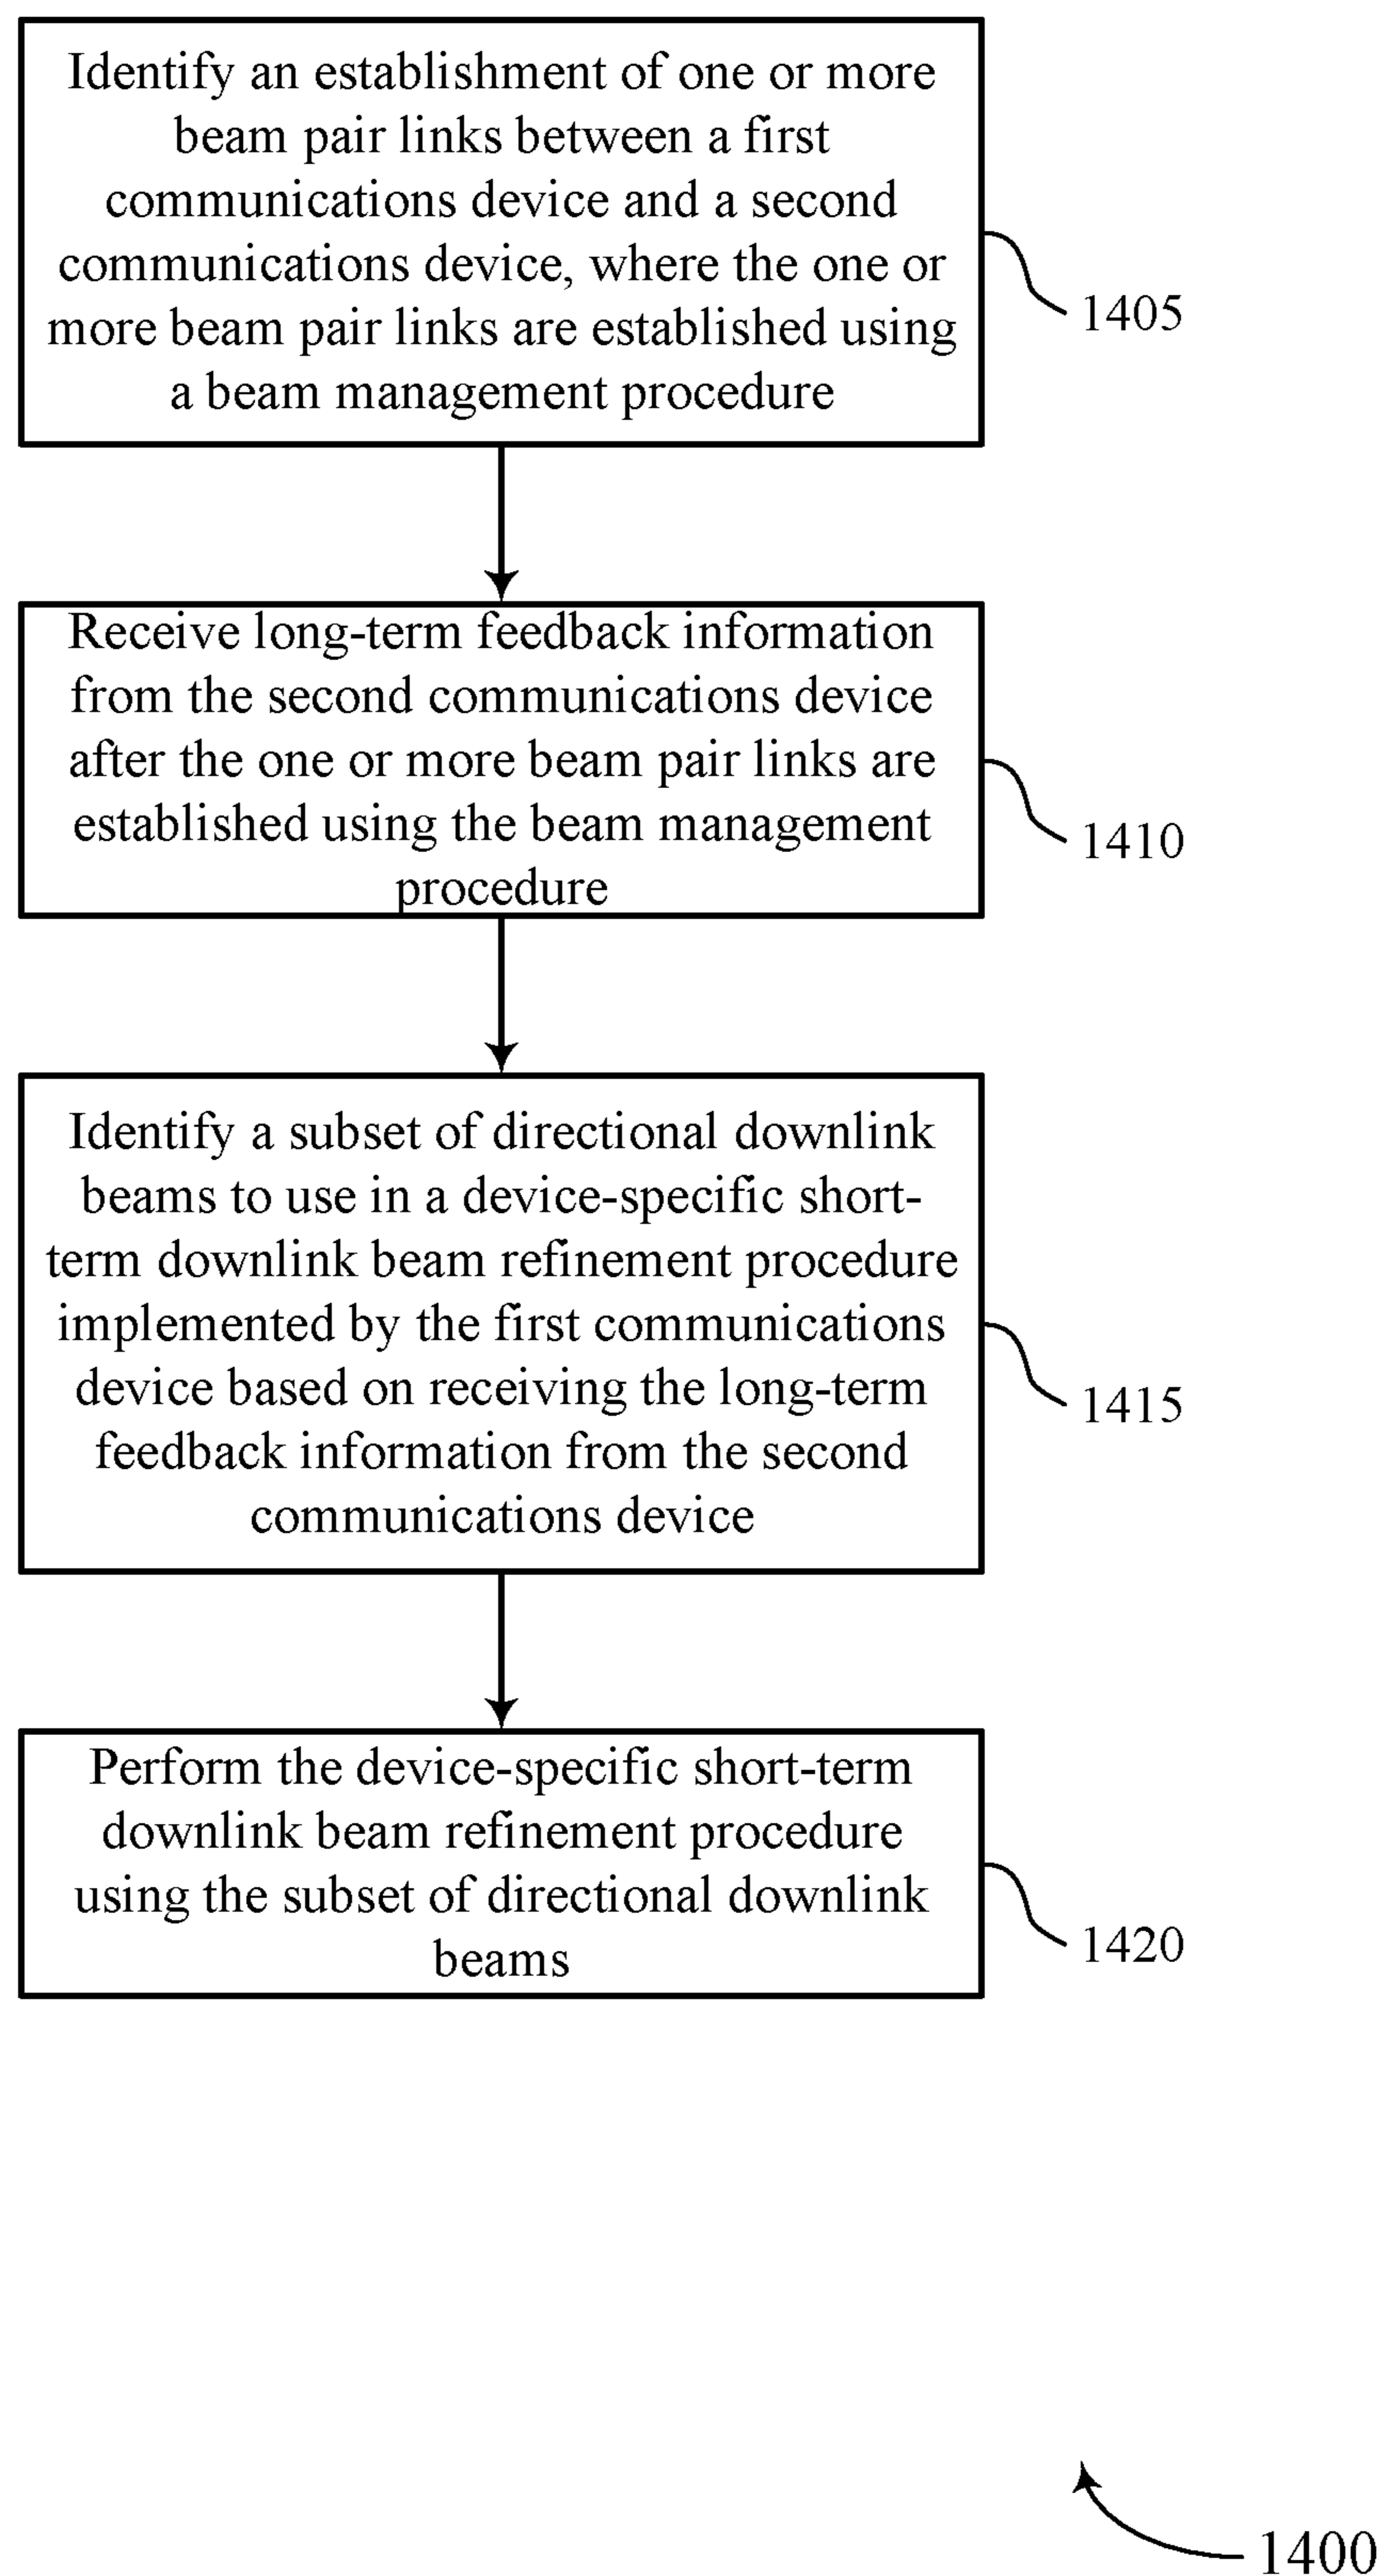 Identify an establishment of one or more
beam pair links between a first
communications device and a second
communications device, where the one or
more beam pair links are established using
a beam management procedure
1405
Receive long-term feedback information
from the second communications device
after the one or more beam pair links are
established using the beam management
procedure
1410
Identify a subset of directional downlink
beams to use in a device-specific short-
term downlink beam refinement procedure
implemented by the first communications
device based on receiving the long-term
feedback information from the second
communications device
1415
Perform the device-specific short-term
downlink beam refinement procedure
using the subset of directional downlink
beams
1420
1400